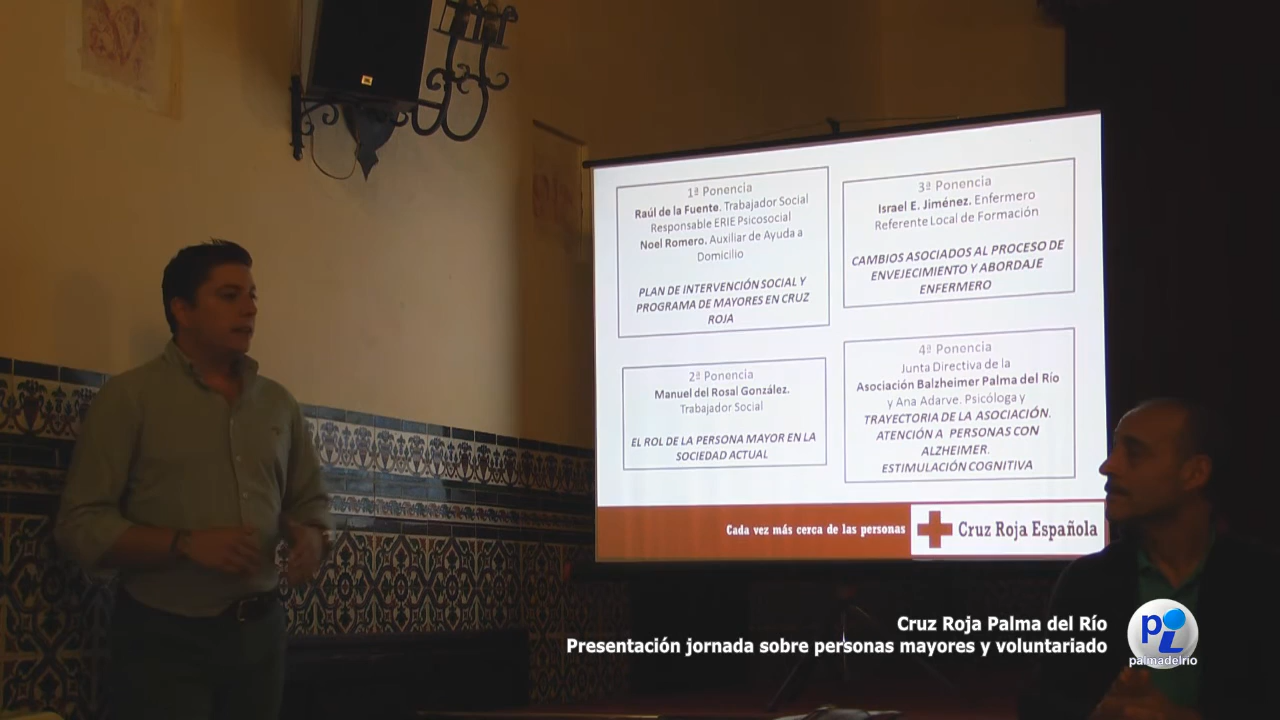 1ª Ponencia
Raúl de la Fuente. Trabajador Social
Responsable ERIE Psicosocial
Noel Romero. Auxiliar de Ayuda a
Domicilio
PLAN DE INTERVENCIÓN SOCIAL Y
PROGRAMA DE MAYORES EN CRUZ
ROJA
2ª Ponencia
Manuel del Rosal González.
Trabajador Social
EL ROL DE LA PERSONA MAYOR EN LA
SOCIEDAD ACTUAL
3ª Ponencia
Israel E. Jiménez. Enfermero
Referente Local de Formación
CAMBIOS ASOCIADOS AL PROCESO DE
ENVEJECIMIENTO Y ABORDAJE
ENFERMERO
4ª Ponencia
Junta Directiva de la
Asociación Balzheimer Palma del Río
y Ana Adarve. Psicóloga y
TRAYECTORIA DE LA ASOCIACIÓN.
ATENCIÓN A PERSONAS CON
ALZHEIMER.
ESTIMULACIÓN COGNITIVA
Cada vez más cerca de las personas
Cruz Roja Española
Cruz Roja Palma del Río
Presentación jornada sobre personas mayores y voluntariado
palmadelrio